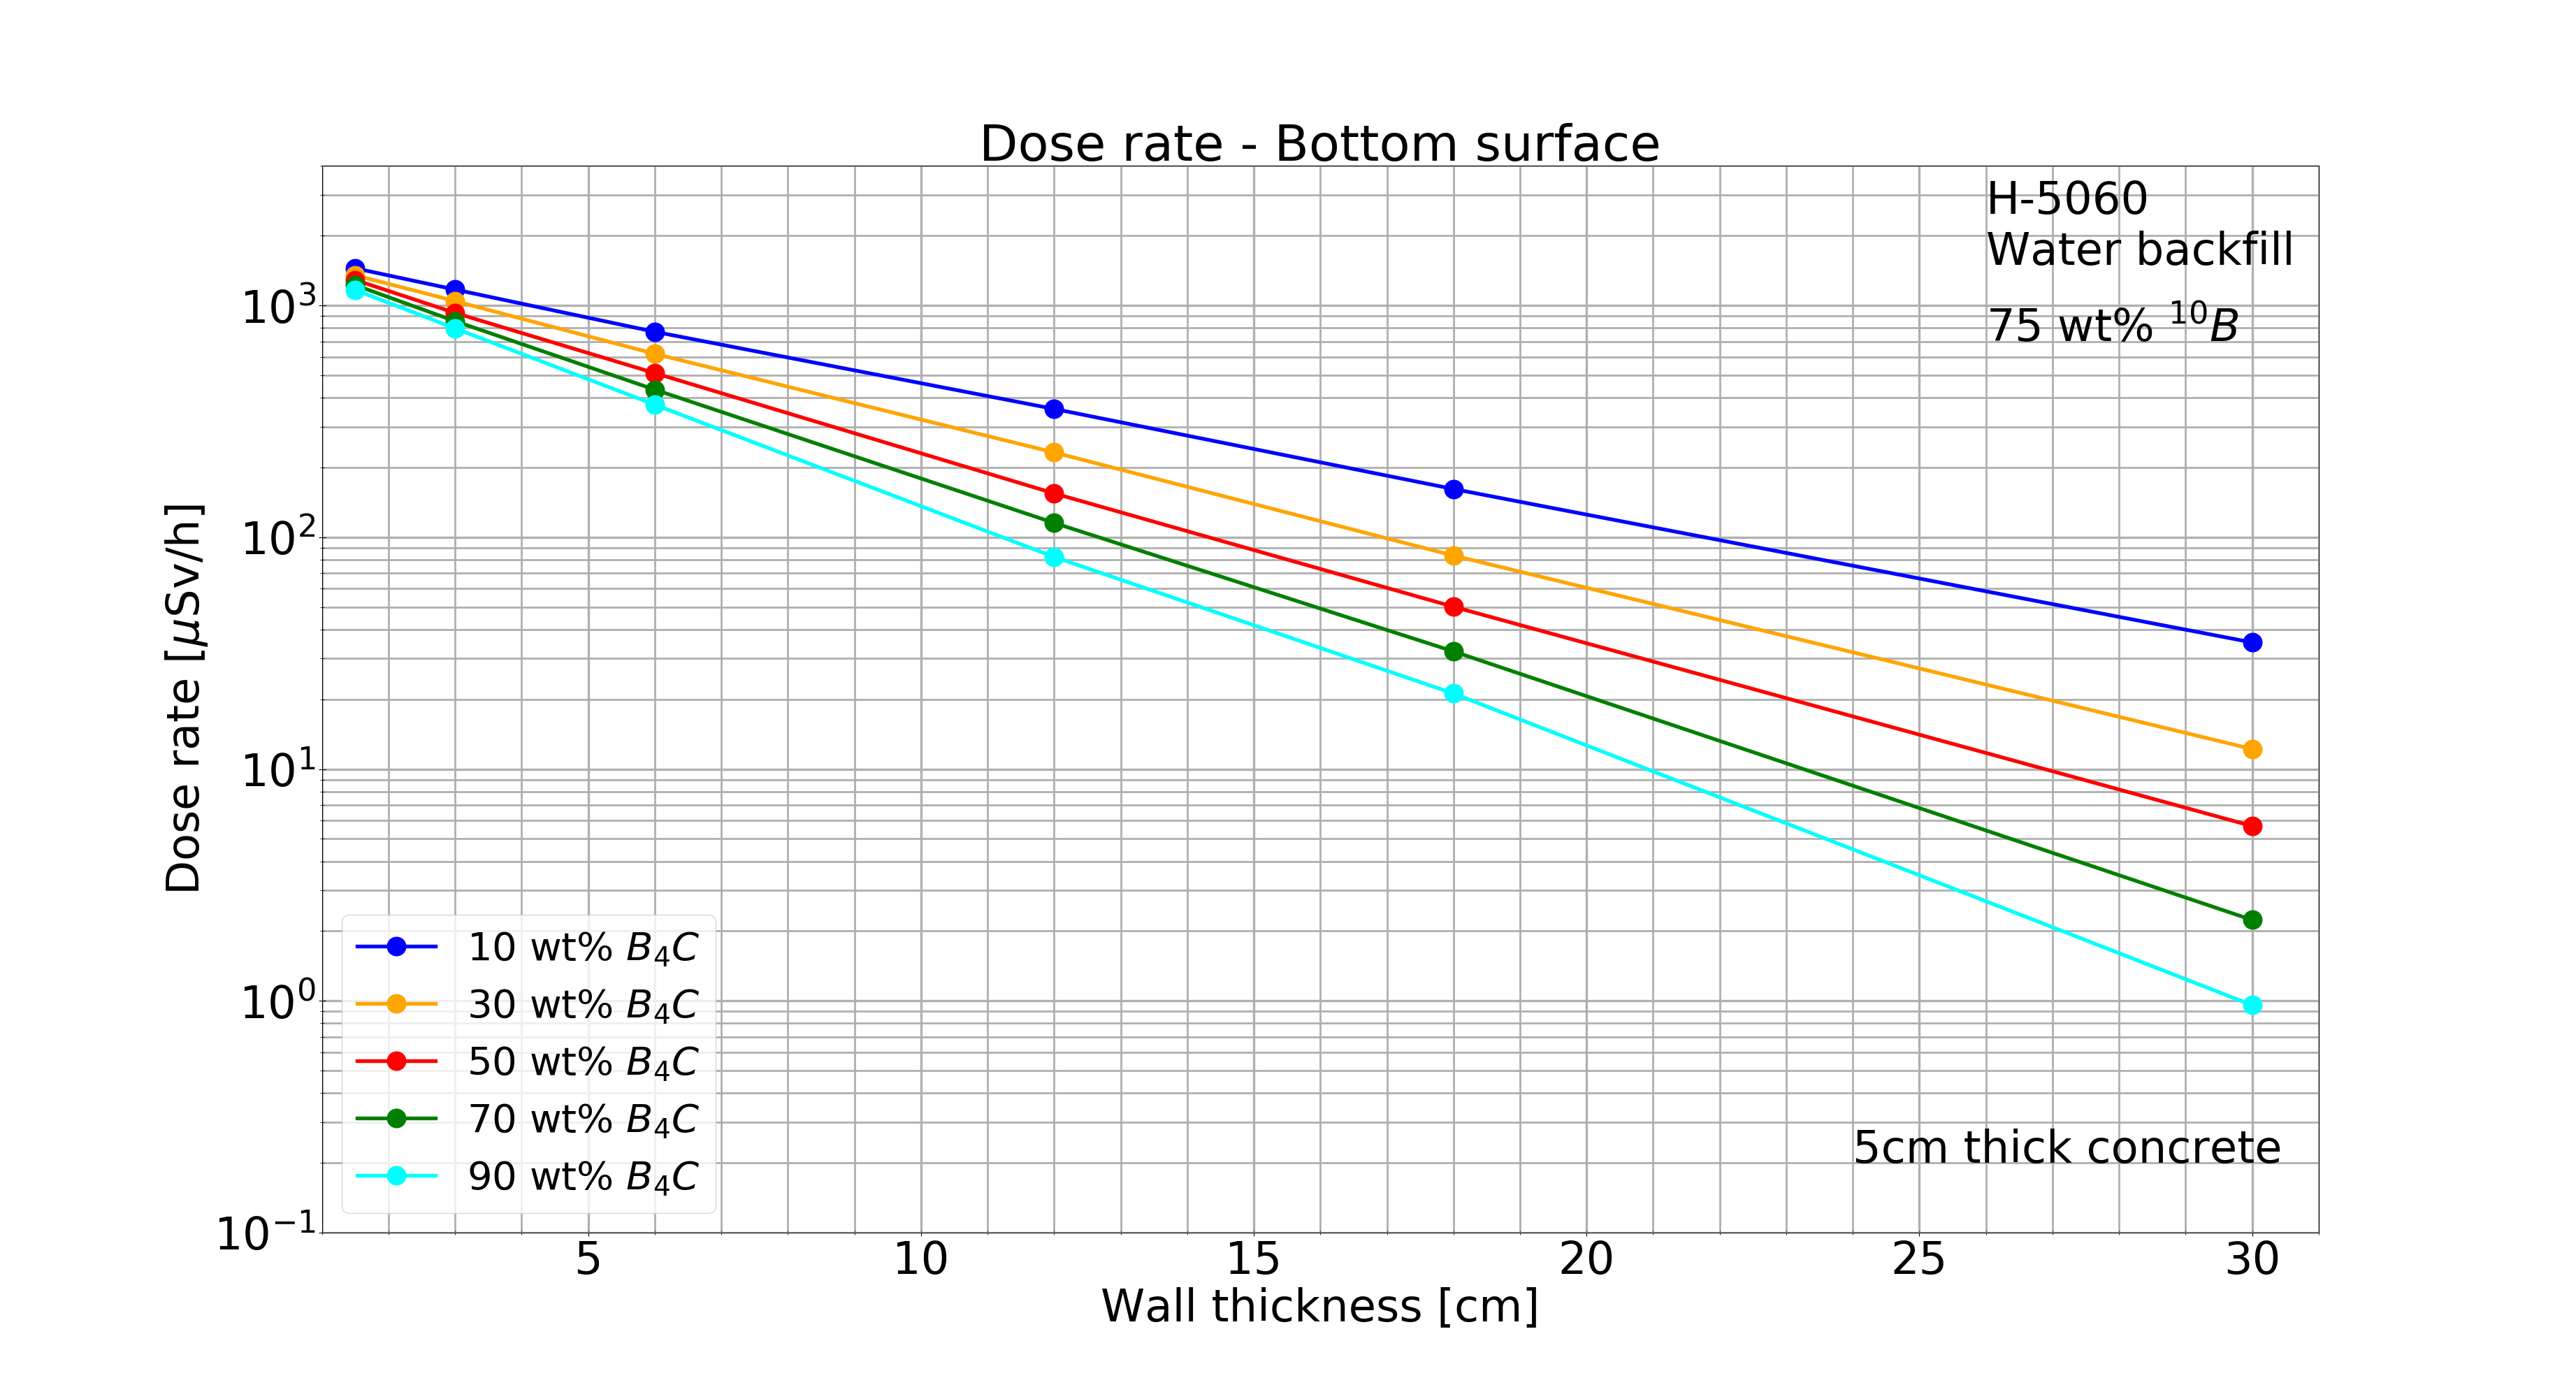 Dose rate - Bottom surface
H-5060
Water backfill
75 wt% ¹⁰B
Dose rate [μSv/h]
10³
10²
10¹
10⁰
10⁻¹
10 wt% B₄C
30 wt% B₄C
50 wt% B₄C
70 wt% B₄C
90 wt% B₄C
5cm thick concrete
5 10 15 20 25 30
Wall thickness [cm]